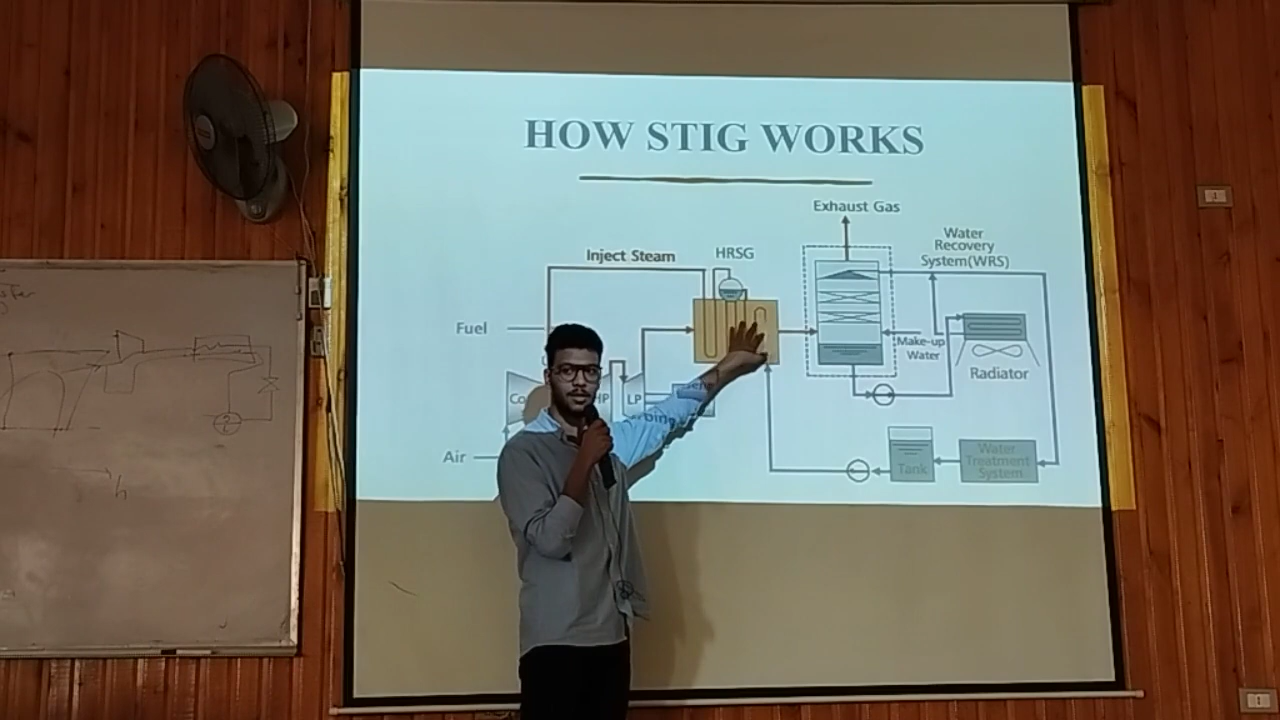 HOW STIG WORKS
Exhaust Gas
Water
Recovery
System(WRS)
Inject Steam
HRSG
Fuel
Make-up
Water
Radiator
HP
LP
Air
Tank
Water
Treatment
System
h